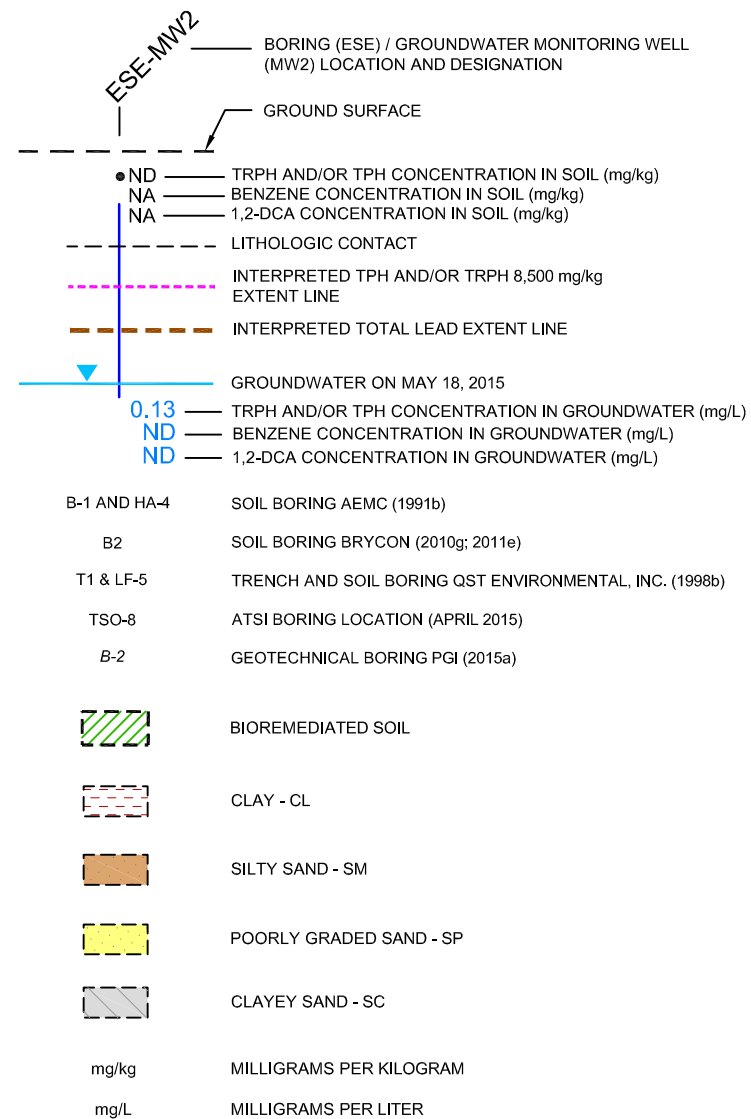 ESE-MW2
BORING (ESE) / GROUNDWATER MONITORING WELL
(MW2) LOCATION AND DESIGNATION
GROUND SURFACE
ND TRPH AND/OR TPH CONCENTRATION IN SOIL (mg/kg)
NA BENZENE CONCENTRATION IN SOIL (mg/kg)
NA 1,2-DCA CONCENTRATION IN SOIL (mg/kg)
LITHOLOGIC CONTACT
INTERPRETED TPH AND/OR TRPH 8,500 mg/kg
EXTENT LINE
INTERPRETED TOTAL LEAD EXTENT LINE
GROUNDWATER ON MAY 18, 2015
0.13 TRPH AND/OR TPH CONCENTRATION IN GROUNDWATER (mg/L)
ND BENZENE CONCENTRATION IN GROUNDWATER (mg/L)
ND 1,2-DCA CONCENTRATION IN GROUNDWATER (mg/L)
B-1 AND HA-4 SOIL BORING AEMC (1991b)
B2 SOIL BORING BRYCON (2010g; 2011e)
T1 & LF-5 TRENCH AND SOIL BORING QST ENVIRONMENTAL, INC. (1998b)
TSO-8 ATSI BORING LOCATION (APRIL 2015)
B-2 GEOTECHNICAL BORING PGI (2015a)
BIOREMEDIATED SOIL
CLAY - CL
SILTY SAND - SM
POORLY GRADED SAND - SP
CLAYEY SAND - SC
mg/kg MILLIGRAMS PER KILOGRAM
mg/L MILLIGRAMS PER LITER